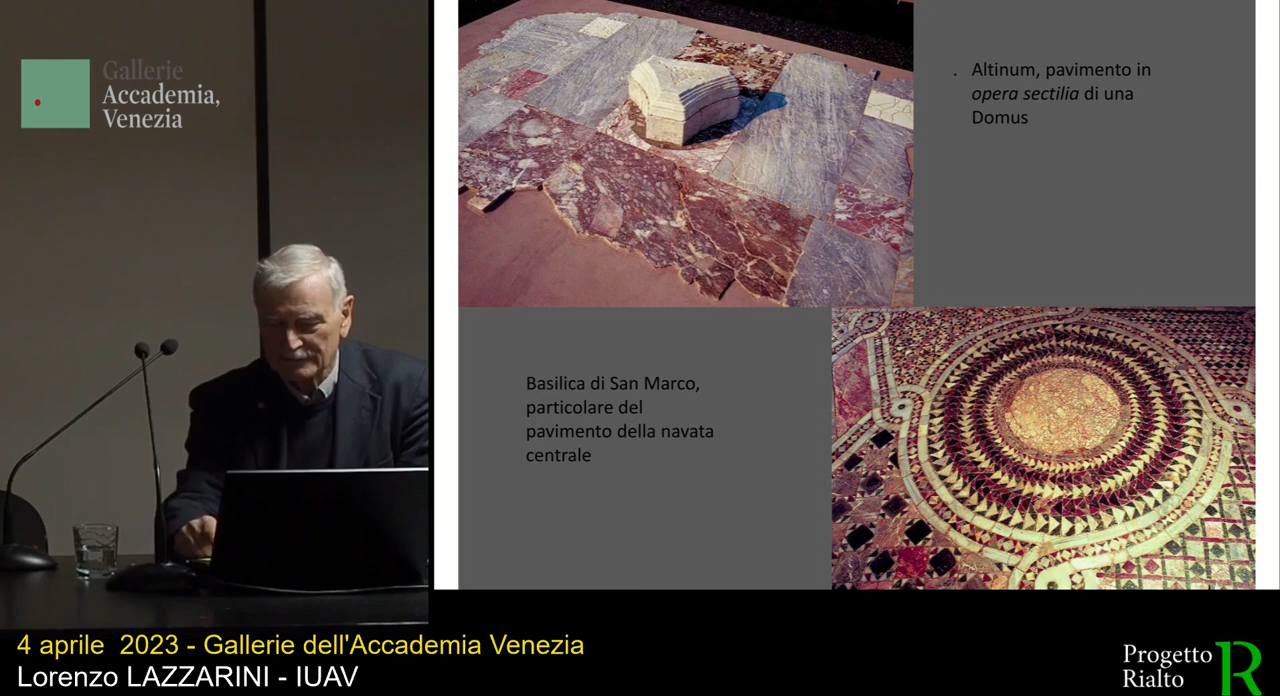 Gallerie
Accademia,
Venezia
. Altinum, pavimento in
opera sectilia di una
Domus
Basilica di San Marco,
particolare del
pavimento della navata
centrale
4 aprile 2023 - Gallerie dell'Accademia Venezia
Lorenzo LAZZARINI - IUAV
Progetto
Rialto
R